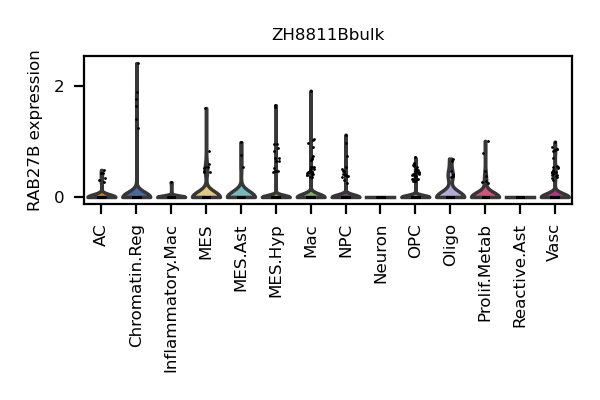 ZH8811Bbulk
RAB27B expression
2
0
AC
Chromatin.Reg
Inflammatory.Mac
MES
MES.Ast
MES.Hyp
Mac
NPC
Neuron
OPC
Oligo
Prolif.Metab
Reactive.Ast
Vasc